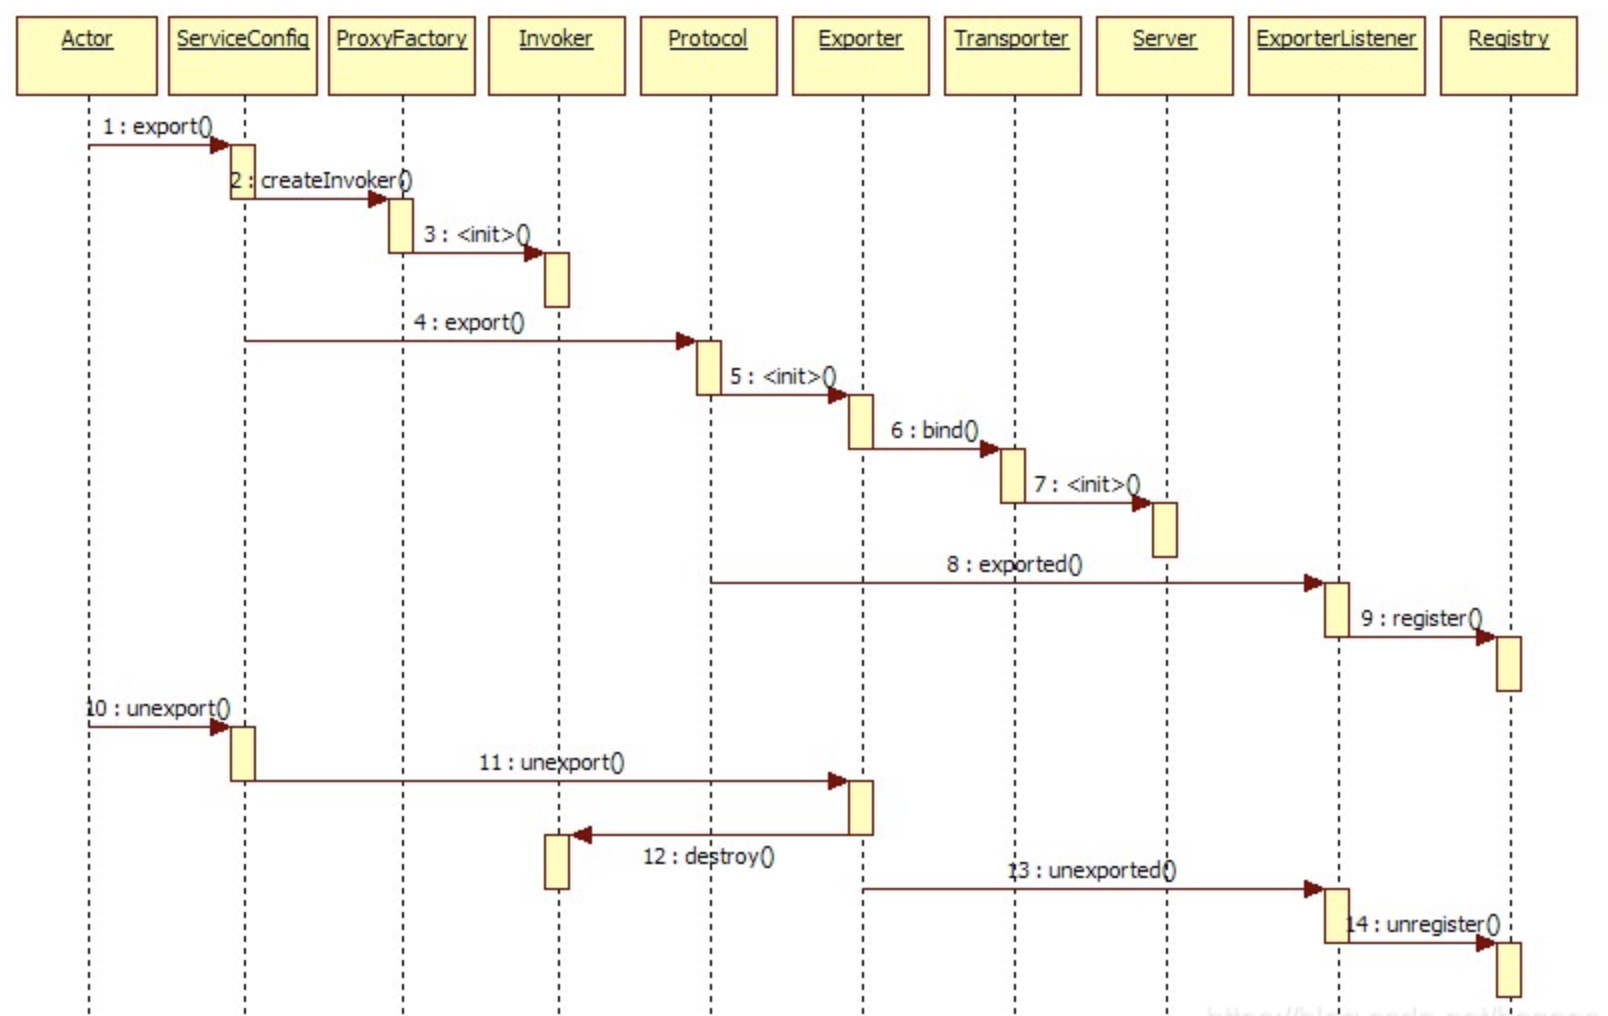 Actor ServiceConfig ProxyFactory Invoker Protocol Exporter Transporter Server ExporterListener Registry
1 : export()
2 : createInvoker()
3 : <init>()
4 : export()
5 : <init>()
6 : bind()
7 : <init>()
8 : exported()
9 : register()
10 : unexport()
11 : unexport()
12 : destroy()
13 : unexported()
14 : unregister()